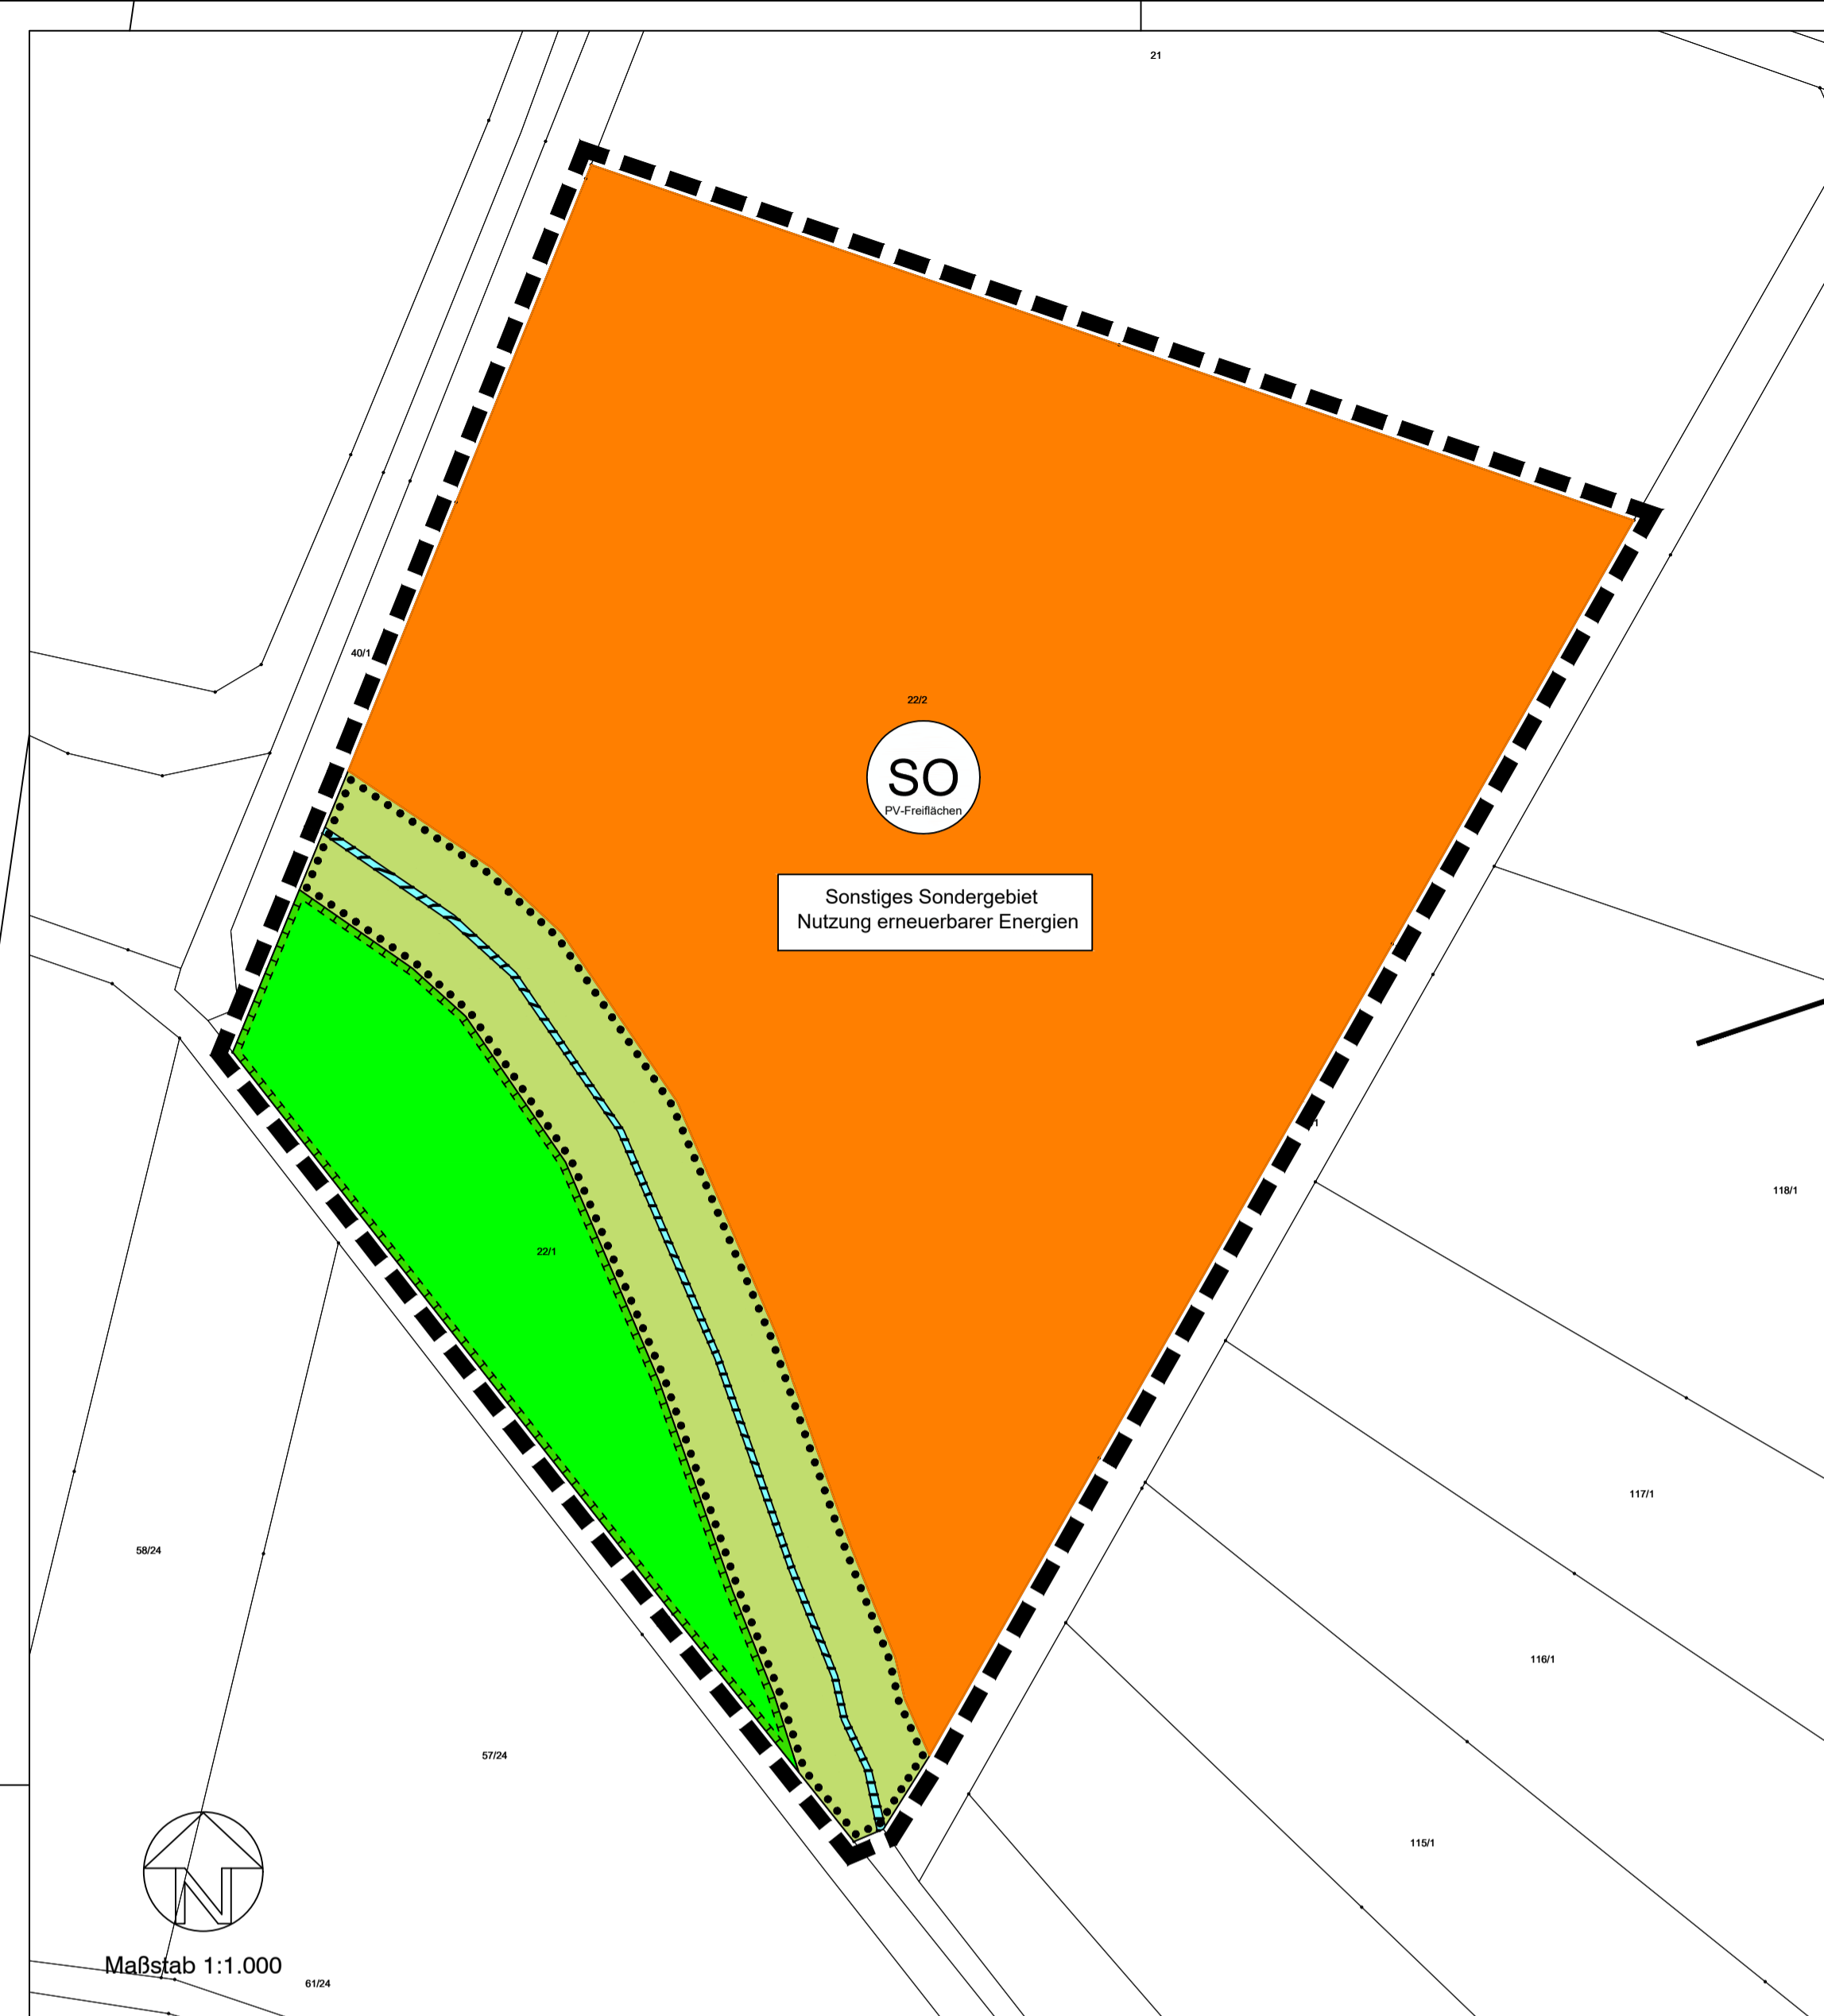 21
40/1
22/2
SO
PV-Freiflächen
Sonstiges Sondergebiet
Nutzung erneuerbarer Energien
118/1
22/1
117/1
58/24
116/1
57/24
115/1
N
Maßstab 1:1.000
61/24